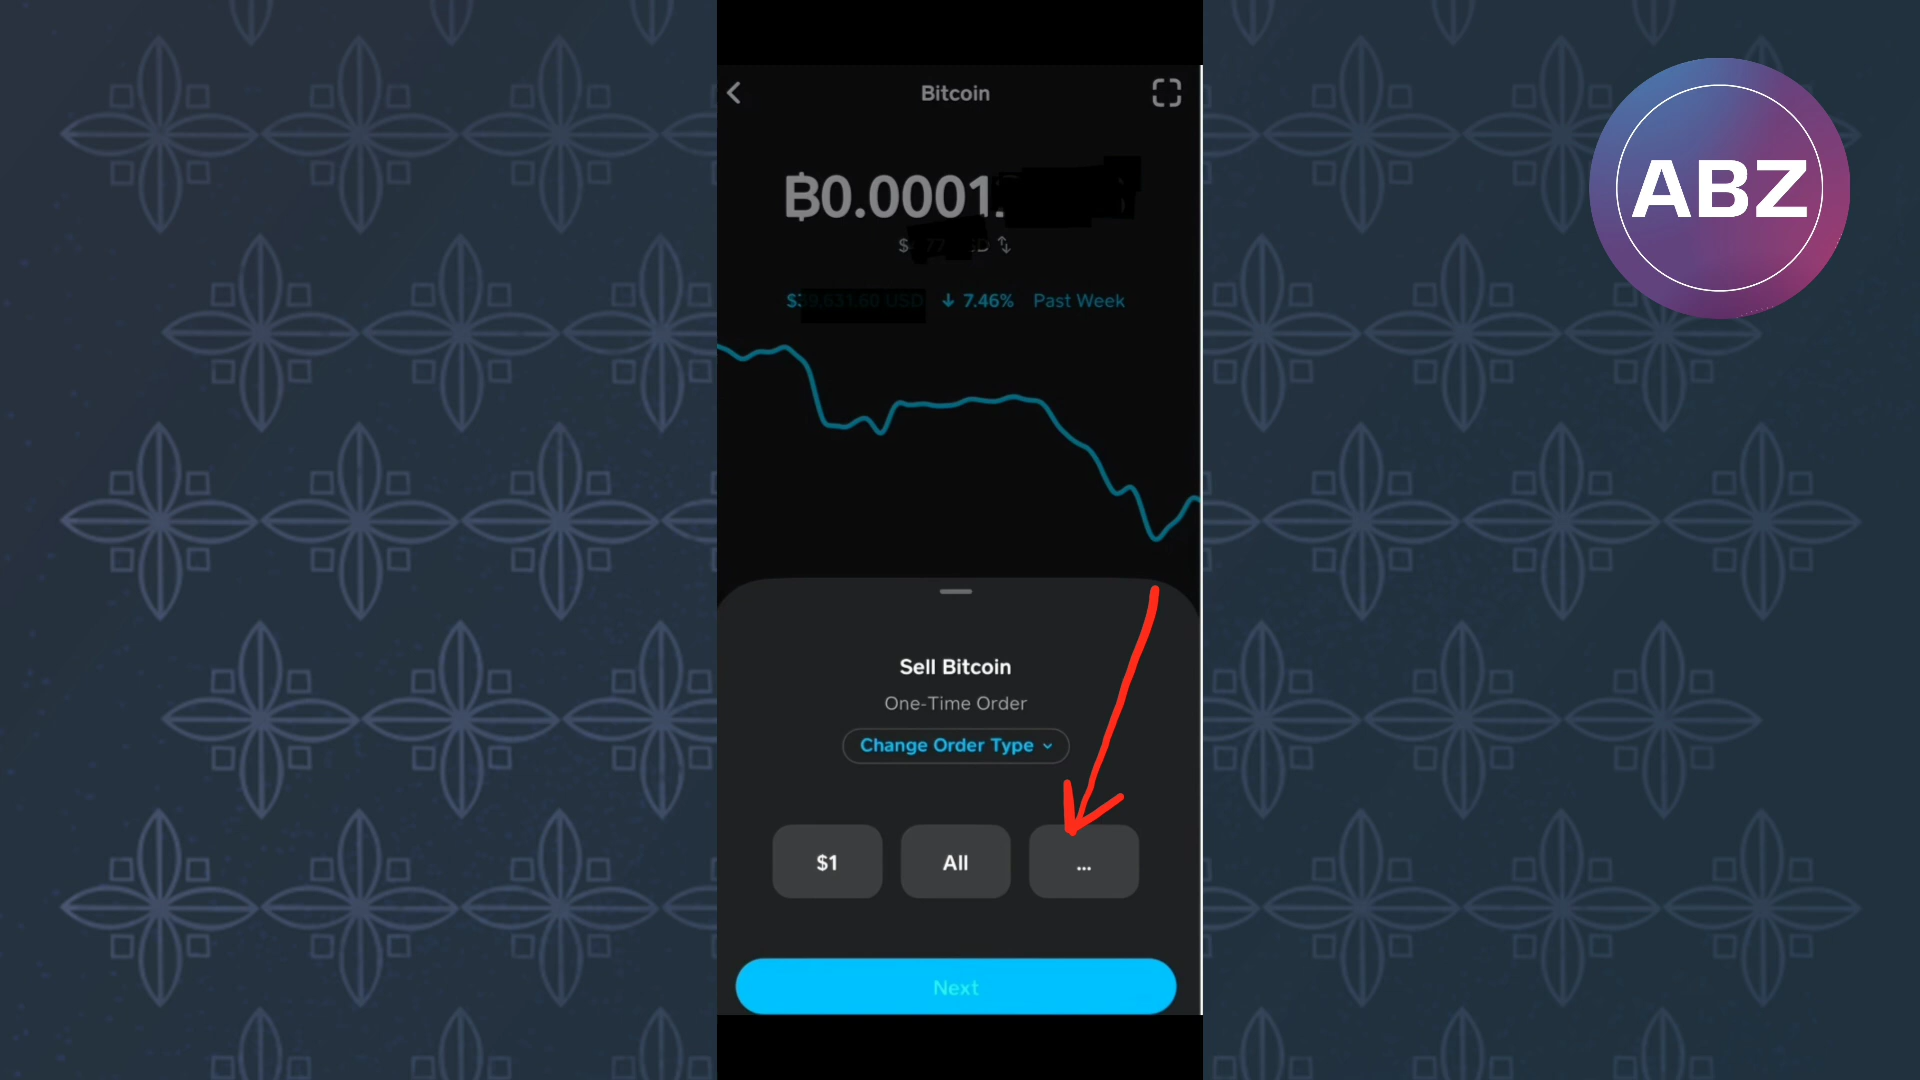 Bitcoin
ABZ
₿0.0001
$
↓ 7.46% Past Week
Sell Bitcoin
One-Time Order
Change Order Type
$1
All
...
Next